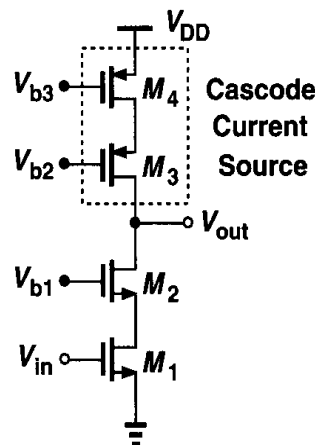 V_DD
V_b3
M_4
Cascode
Current
Source
V_b2
M_3
V_out
V_b1
M_2
V_in
M_1